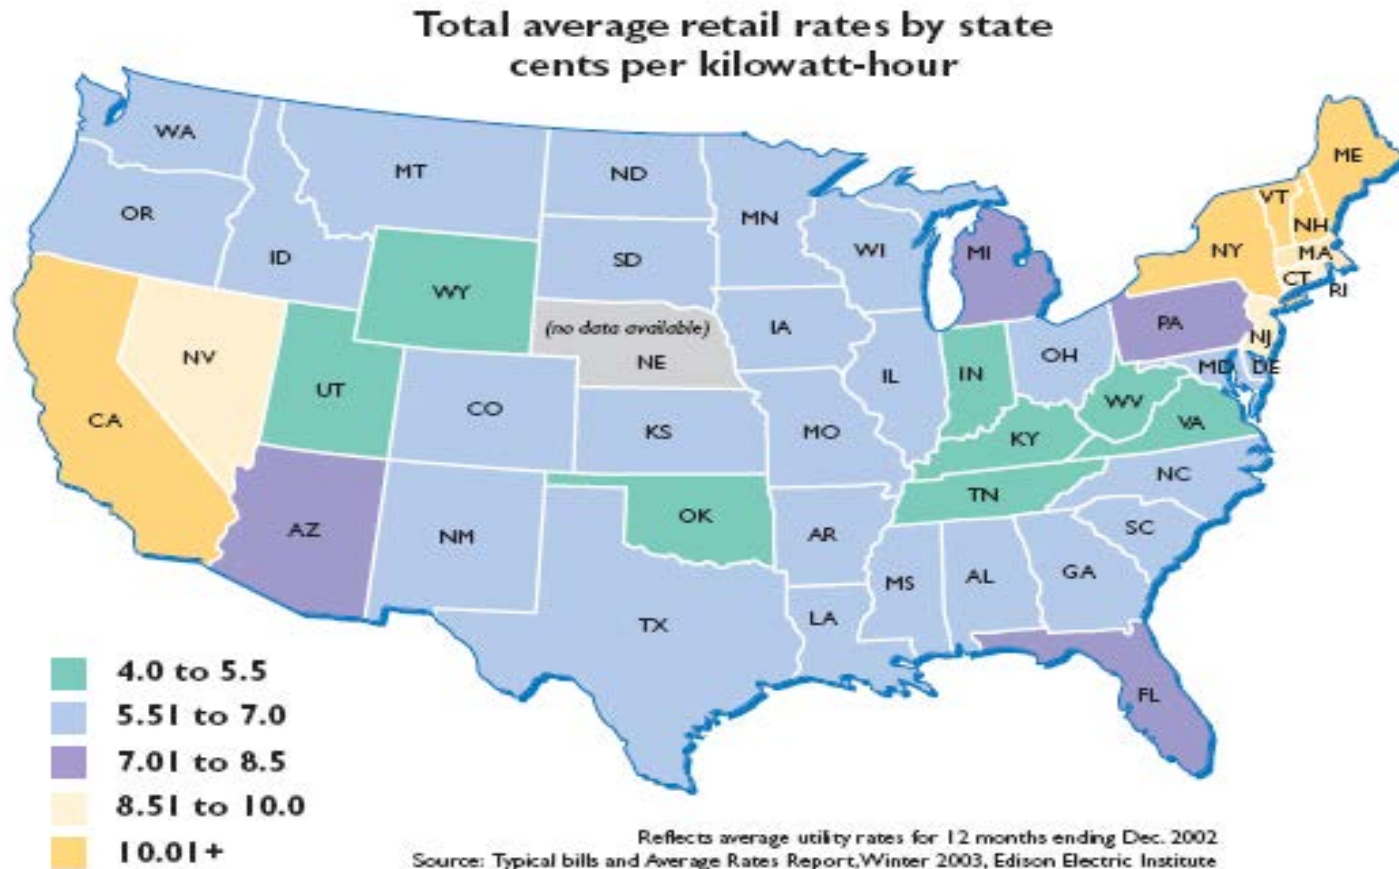 Total average retail rates by state
cents per kilowatt-hour
WA
MT
ND
MN
OR
ID
SD
WI
MI
ME
VT
NH
NY
MA
CT
RI
WY
(no data available)
NE
IA
PA
NJ
NV
UT
CO
KS
IL
IN
OH
MD
DE
CA
MO
WV
KY
VA
AZ
NM
OK
AR
TN
NC
SC
TX
LA
MS
AL
GA
FL
4.0 to 5.5
5.51 to 7.0
7.01 to 8.5
8.51 to 10.0
10.01+
Reflects average utility rates for 12 months ending Dec. 2002
Source: Typical bills and Average Rates Report,Winter 2003, Edison Electric Institute